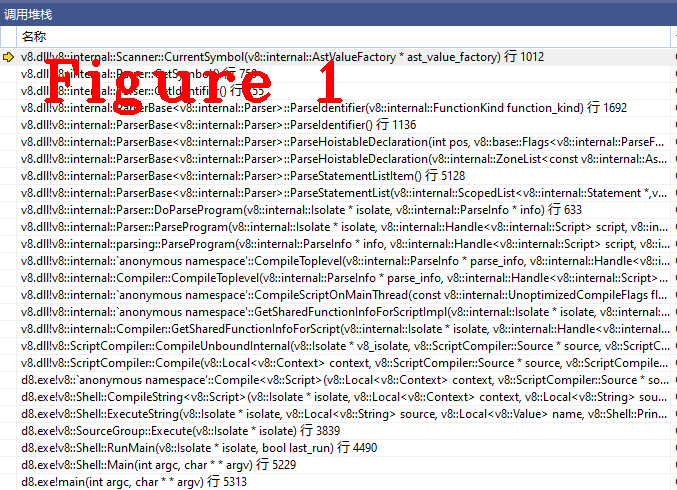 调用堆栈
名称
v8.dll!v8::internal::Scanner::CurrentSymbol(v8::internal::AstValueFactory * ast_value_factory) 行 1012
Figure 1
v8.dll!v8::internal::Parser::GetSymbol() 行
v8.dll!v8::internal::Parser::GetIdentifier() 行
v8.dll!v8::internal::ParserBase<v8::internal::Parser>::ParseIdentifier(v8::internal::FunctionKind function_kind) 行 1692
v8.dll!v8::internal::ParserBase<v8::internal::Parser>::ParseIdentifier() 行 1136
v8.dll!v8::internal::ParserBase<v8::internal::Parser>::ParseHoistableDeclaration(int pos, v8::base::Flags<v8::internal::ParseF...
v8.dll!v8::internal::ParserBase<v8::internal::Parser>::ParseHoistableDeclaration(v8::internal::ZoneList<const v8::internal::As...
v8.dll!v8::internal::ParserBase<v8::internal::Parser>::ParseStatementListItem() 行 5128
v8.dll!v8::internal::ParserBase<v8::internal::Parser>::ParseStatementList(v8::internal::ScopedList<v8::internal::Statement *,v...
v8.dll!v8::internal::Parser::DoParseProgram(v8::internal::Isolate * isolate, v8::internal::ParseInfo * info) 行 633
v8.dll!v8::internal::Parser::ParseProgram(v8::internal::Isolate * isolate, v8::internal::Handle<v8::internal::Script> script, v8::in...
v8.dll!v8::internal::parsing::ParseProgram(v8::internal::ParseInfo * info, v8::internal::Handle<v8::internal::Script> script, v8::i...
v8.dll!v8::internal::`anonymous namespace'::CompileToplevel(v8::internal::ParseInfo * parse_info, v8::internal::Handle<v8::i...
v8.dll!v8::internal::Compiler::CompileToplevel(v8::internal::ParseInfo * parse_info, v8::internal::Handle<v8::internal::Script>...
v8.dll!v8::internal::`anonymous namespace'::CompileScriptOnMainThread(const v8::internal::UnoptimizedCompileFlags fl...
v8.dll!v8::internal::`anonymous namespace'::GetSharedFunctionInfoForScriptImpl(v8::internal::Isolate * isolate, v8::intern...
v8.dll!v8::internal::Compiler::GetSharedFunctionInfoForScript(v8::internal::Isolate * isolate, v8::internal::Handle<v8::internal...
v8.dll!v8::ScriptCompiler::CompileUnboundInternal(v8::Isolate * v8_isolate, v8::ScriptCompiler::Source * source, v8::ScriptC...
v8.dll!v8::ScriptCompiler::Compile(v8::Local<v8::Context> context, v8::ScriptCompiler::Source * source, v8::ScriptCompile...
d8.exe!v8::`anonymous namespace'::Compile<v8::Script>(v8::Local<v8::Context> context, v8::ScriptCompiler::Source * so...
d8.exe!v8::Shell::CompileString<v8::Script>(v8::Isolate * isolate, v8::Local<v8::Context> context, v8::Local<v8::String> sou...
d8.exe!v8::Shell::ExecuteString(v8::Isolate * isolate, v8::Local<v8::String> source, v8::Local<v8::Value> name, v8::Shell::Prin...
d8.exe!v8::SourceGroup::Execute(v8::Isolate * isolate) 行 3839
d8.exe!v8::Shell::RunMain(v8::Isolate * isolate, bool last_run) 行 4490
d8.exe!v8::Shell::Main(int argc, char * * argv) 行 5229
d8.exe!main(int argc, char * * argv) 行 5313